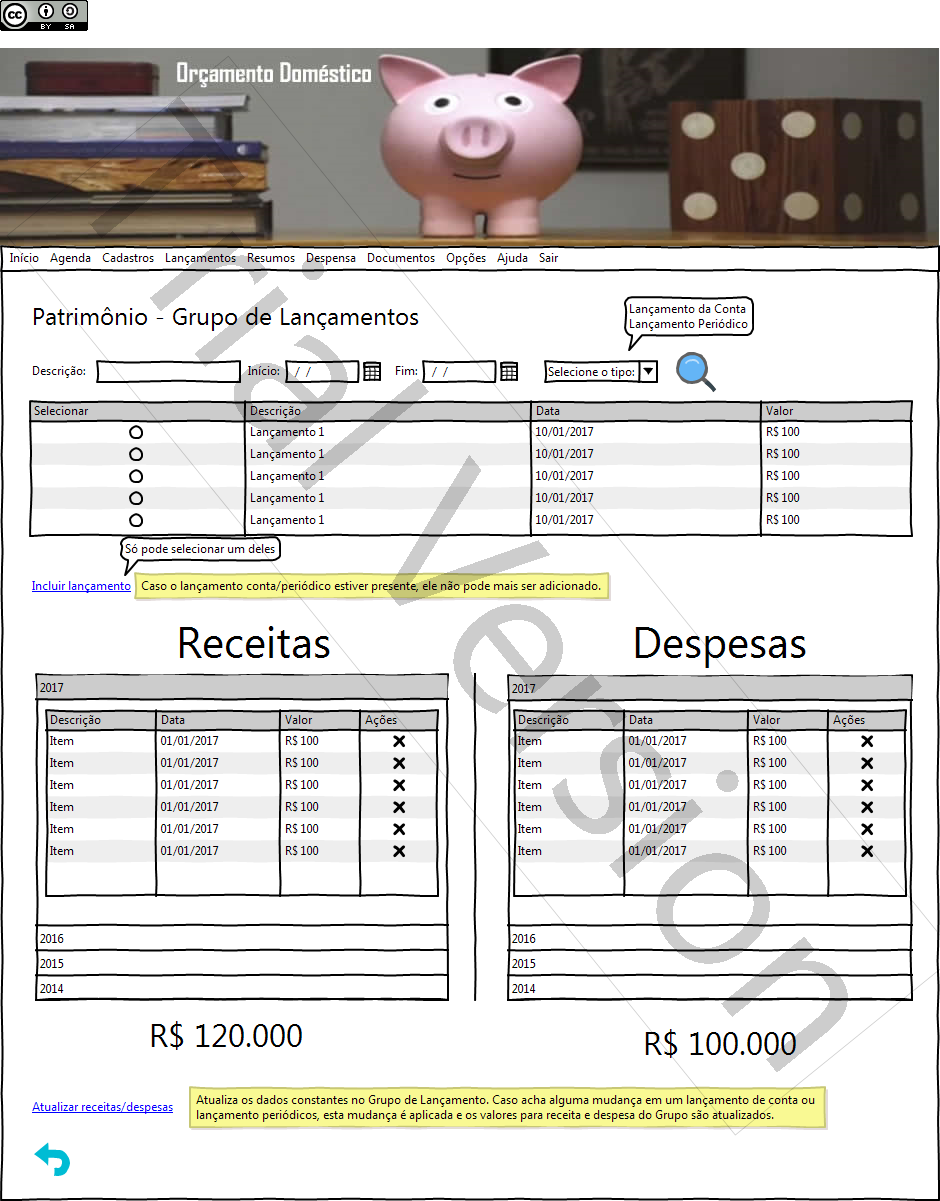 cc
BY SA
Orçamento Doméstico
Início Agenda Cadastros Lançamentos Resumos Despensa Documentos Opções Ajuda Sair
Patrimônio - Grupo de Lançamentos
Lançamento da Conta
Lançamento Periódico
Descrição: Início: / / Fim: / / Selecione o tipo:
Selecionar Descrição Data Valor
Lançamento 1 10/01/2017 R$ 100
Lançamento 1 10/01/2017 R$ 100
Lançamento 1 10/01/2017 R$ 100
Lançamento 1 10/01/2017 R$ 100
Lançamento 1 10/01/2017 R$ 100
Só pode selecionar um deles
Incluir lançamento Caso o lançamento conta/periódico estiver presente, ele não pode mais ser adicionado.
Receitas
2017
Descrição Data Valor Ações
Item 01/01/2017 R$ 100
Item 01/01/2017 R$ 100
Item 01/01/2017 R$ 100
Item 01/01/2017 R$ 100
Item 01/01/2017 R$ 100
Item 01/01/2017 R$ 100
2016
2015
2014
R$ 120.000
Despesas
2017
Descrição Data Valor Ações
Item 01/01/2017 R$ 100
Item 01/01/2017 R$ 100
Item 01/01/2017 R$ 100
Item 01/01/2017 R$ 100
Item 01/01/2017 R$ 100
Item 01/01/2017 R$ 100
2016
2015
2014
R$ 100.000
Atualizar receitas/despesas
Atualiza os dados constantes no Grupo de Lançamento. Caso acha alguma mudança em um lançamento de conta ou
lançamento periódicos, esta mudança é aplicada e os valores para receita e despesa do Grupo são atualizados.
Trial Version